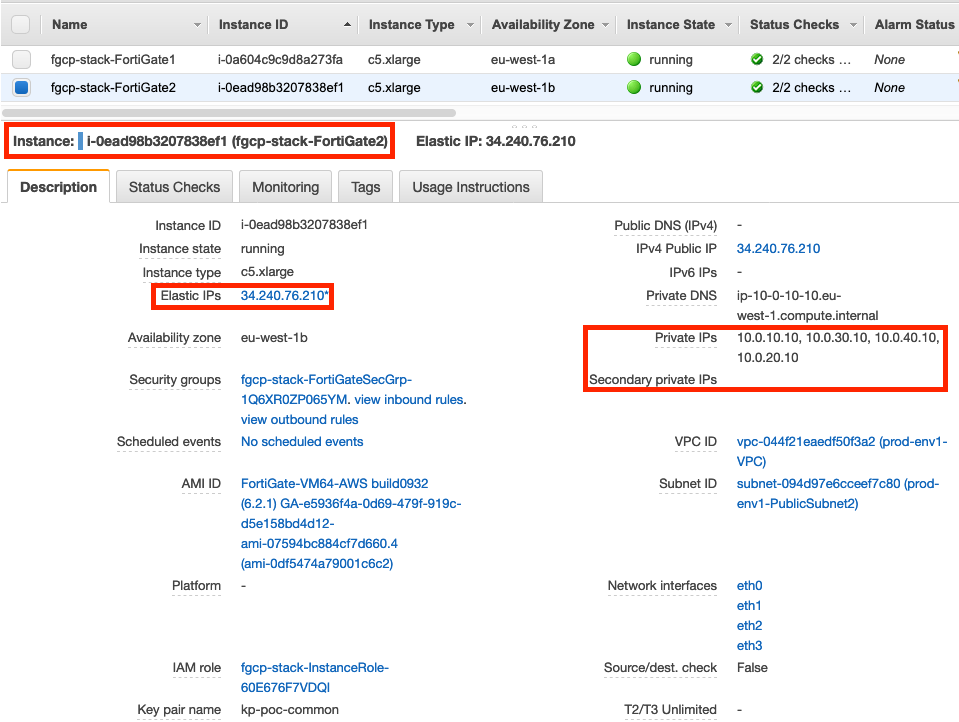 Name Instance ID Instance Type Availability Zone Instance State Status Checks Alarm Status
fgcp-stack-FortiGate1 i-0a604c9c9d8a273fa c5.xlarge eu-west-1a running 2/2 checks ... None
fgcp-stack-FortiGate2 i-0ead98b3207838ef1 c5.xlarge eu-west-1b running 2/2 checks ... None
Instance: i-0ead98b3207838ef1 (fgcp-stack-FortiGate2) Elastic IP: 34.240.76.210
Description Status Checks Monitoring Tags Usage Instructions
Instance ID i-0ead98b3207838ef1 Public DNS (IPv4) -
Instance state running IPv4 Public IP 34.240.76.210
Instance type c5.xlarge IPv6 IPs -
Elastic IPs 34.240.76.210* Private DNS ip-10-0-10-10.eu-
west-1.compute.internal
Availability zone eu-west-1b Private IPs 10.0.10.10, 10.0.30.10, 10.0.40.10,
10.0.20.10
Security groups fgcp-stack-FortiGateSecGrp- Secondary private IPs
1Q6XR0ZP065YM. view inbound rules.
view outbound rules
Scheduled events No scheduled events VPC ID vpc-044f21eaedf50f3a2 (prod-env1-
VPC)
AMI ID FortiGate-VM64-AWS build0932 Subnet ID subnet-094d97e6cceef7c80 (prod-
(6.2.1) GA-e5936f4a-0d69-479f-919c- env1-PublicSubnet2)
d5e158bd4d12-
ami-07594bc884cf7d660.4
(ami-0df5474a79001c6c2)
Platform - Network interfaces eth0
eth1
eth2
eth3
IAM role fgcp-stack-InstanceRole- Source/dest. check False
60E676F7VDQI
Key pair name kp-poc-common T2/T3 Unlimited -